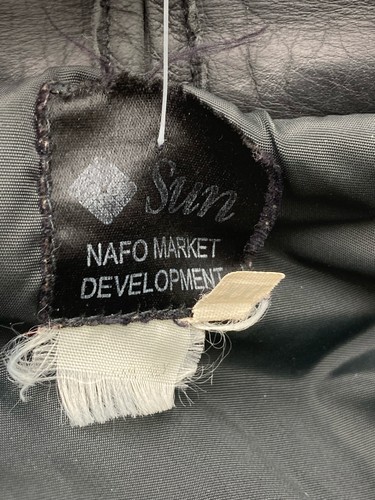 Sun
NAFO MARKET
DEVELOPMENT